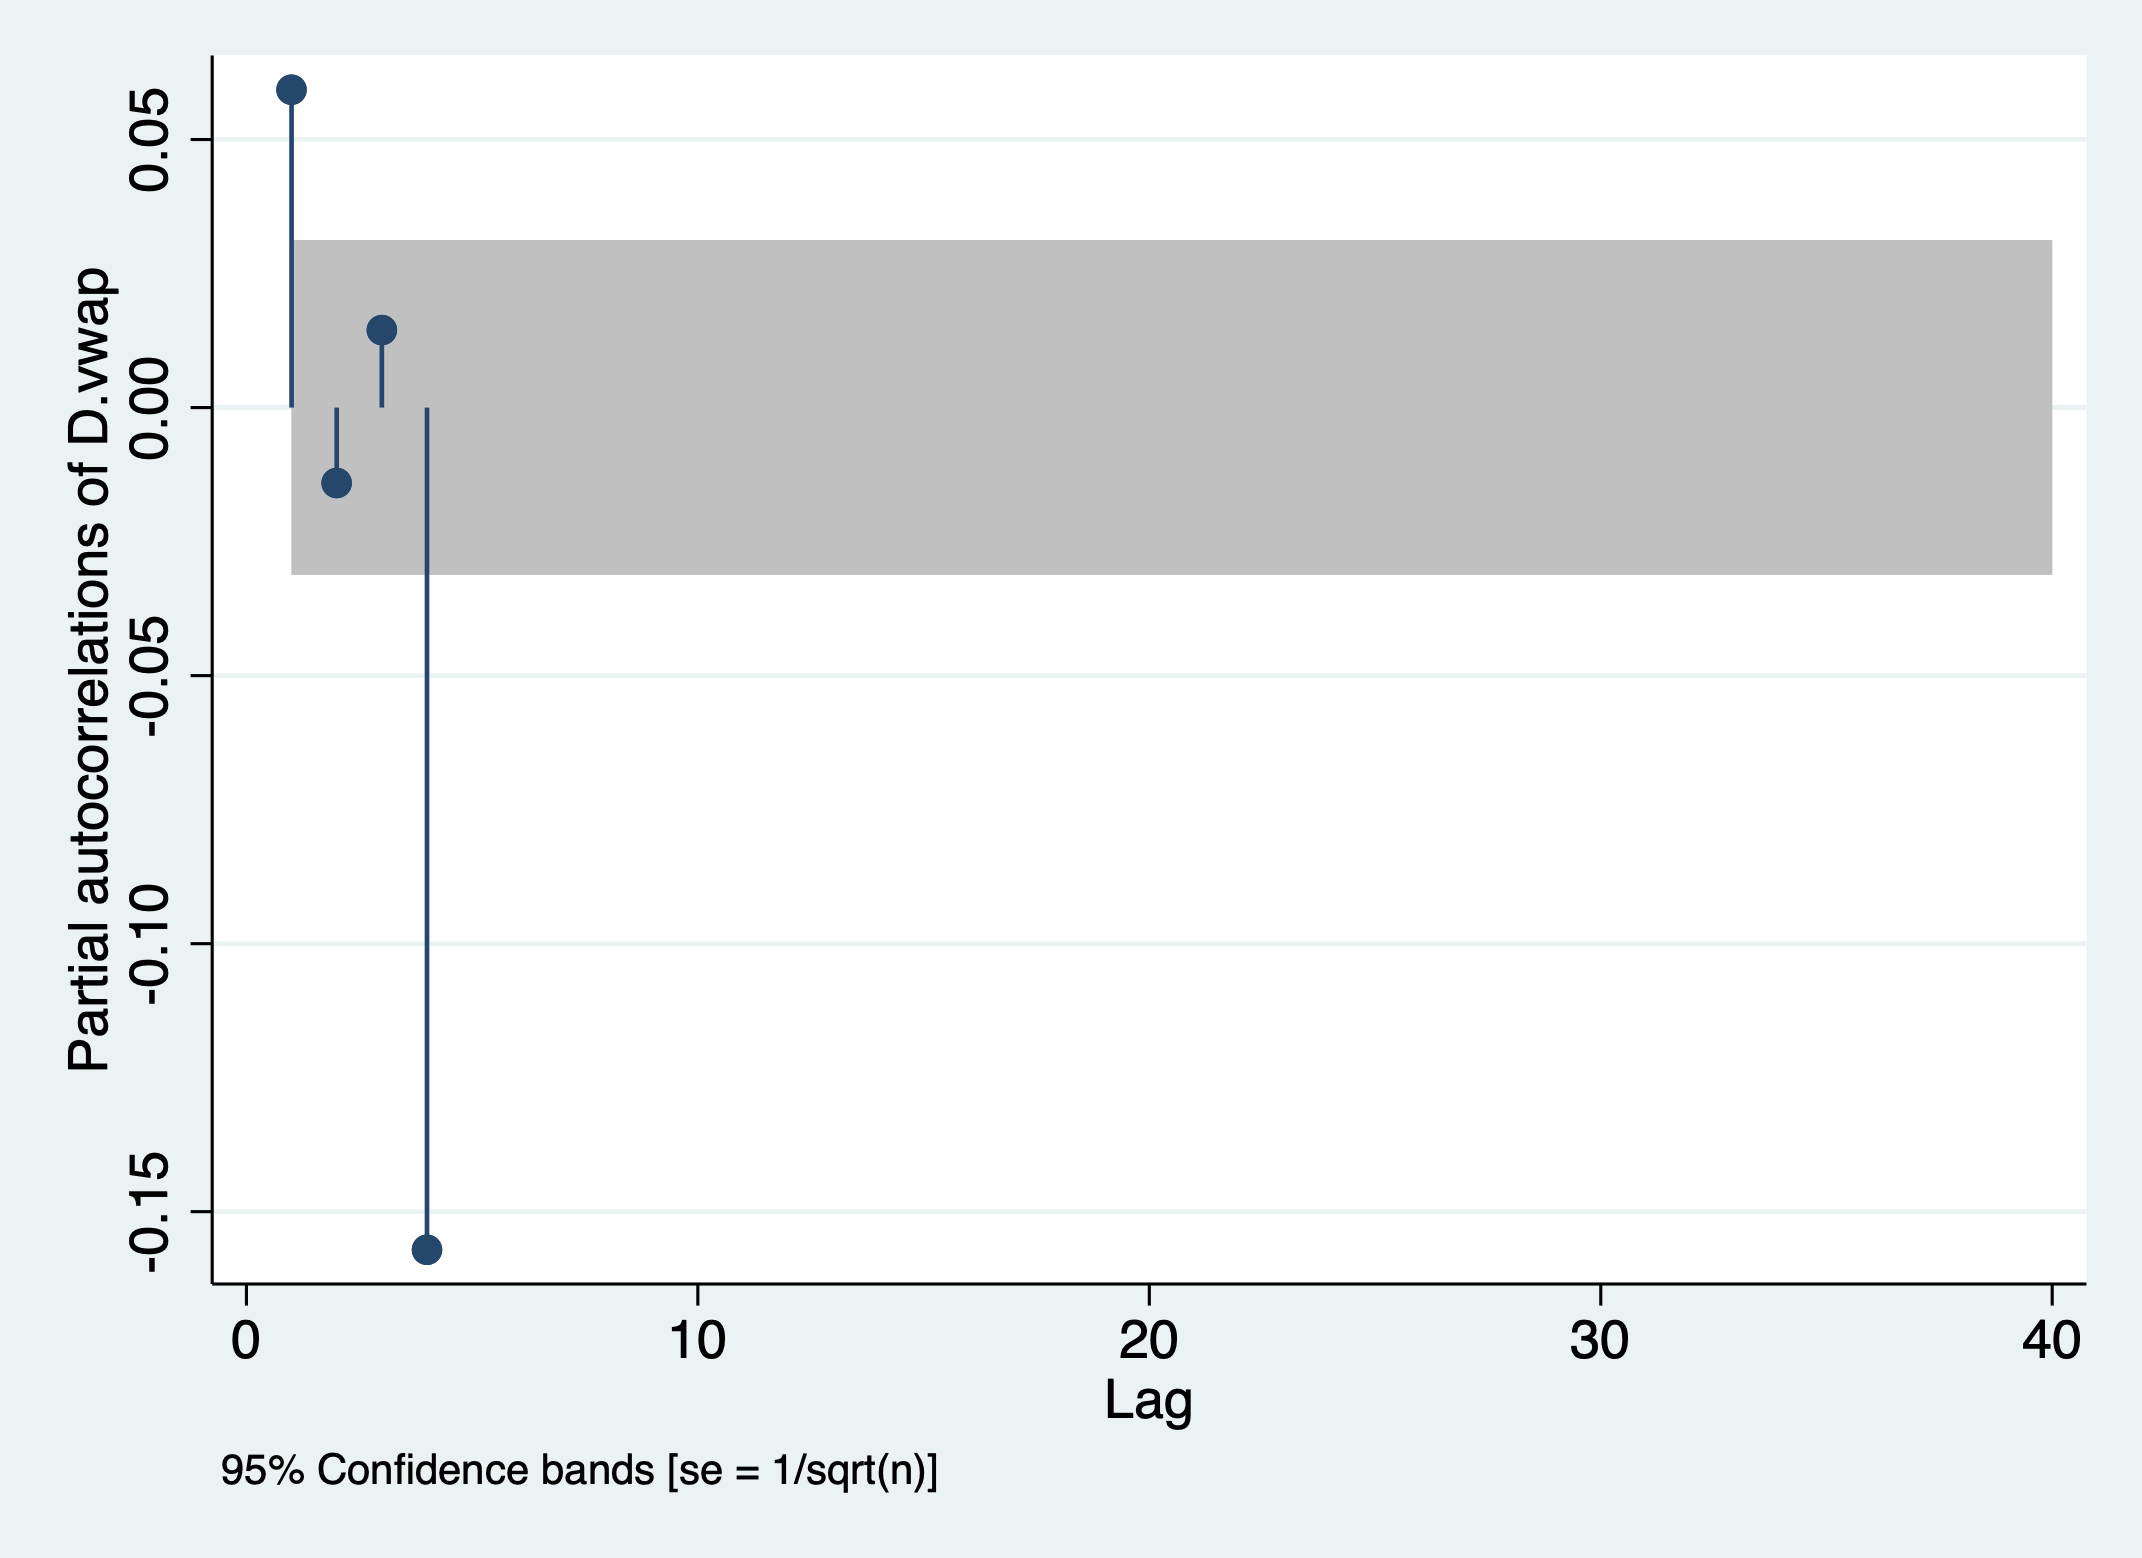 Partial autocorrelations of D.vwap
0.05
0.00
-0.05
-0.10
-0.15
0 10 20 30 40
Lag
95% Confidence bands [se = 1/sqrt(n)]